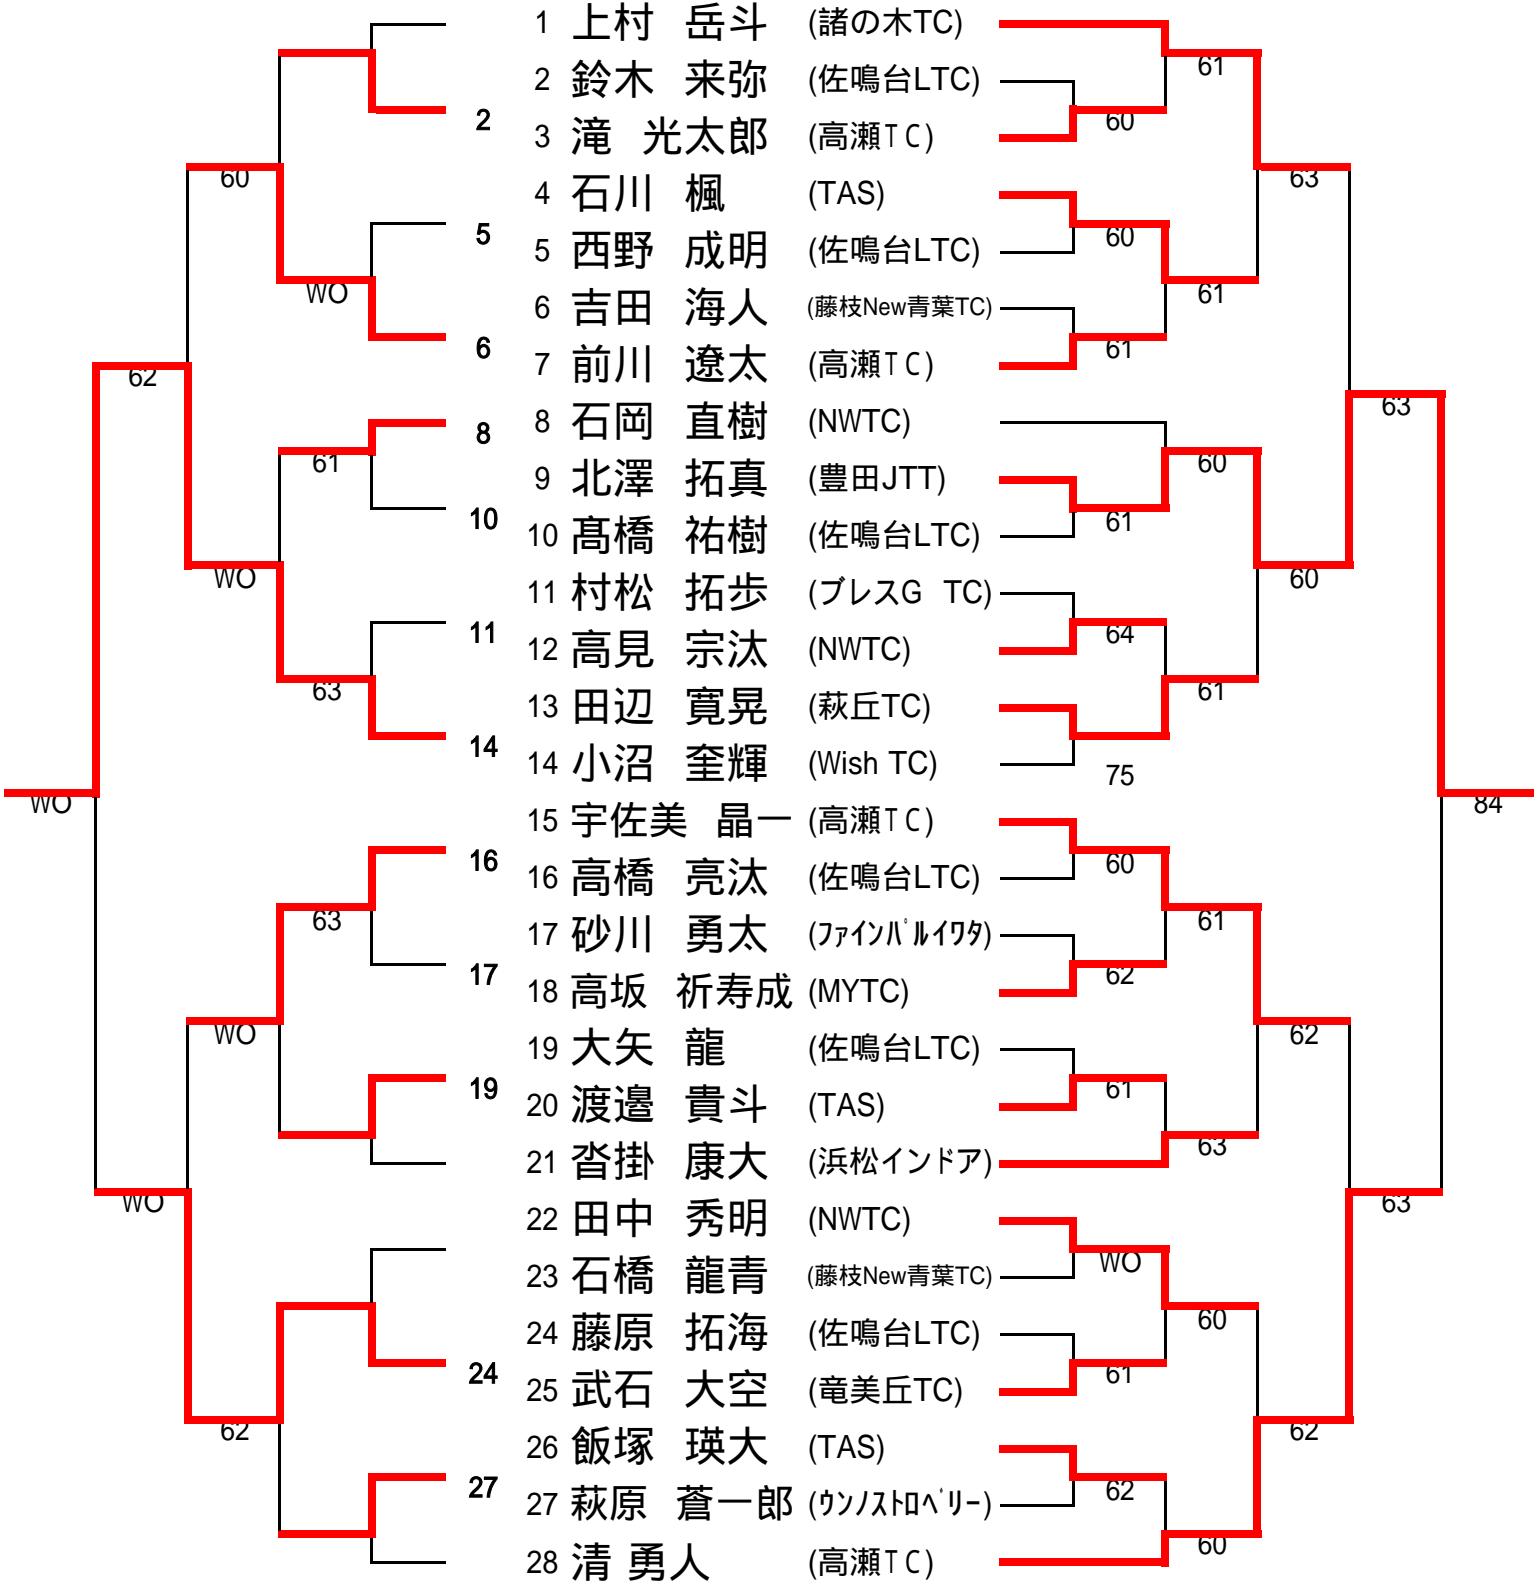 1 上村 岳斗 (諸の木TC)
61
2 鈴木 来弥 (佐鳴台LTC)
2
60
3 滝 光太郎 (高瀬TC)
60
63
4 石川 楓 (TAS)
5
60
5 西野 成明 (佐鳴台LTC)
WO
61
6 吉田 海人 (藤枝New青葉TC)
6
61
7 前川 遼太 (高瀬TC)
62
63
8 石岡 直樹 (NWTC)
8
61
60
9 北澤 拓真 (豊田JTT)
10
61
10 髙橋 祐樹 (佐鳴台LTC)
WO
60
11 村松 拓歩 (ブレスG TC)
11
64
12 高見 宗汰 (NWTC)
63
61
13 田辺 寛晃 (萩丘TC)
14
14 小沼 奎輝 (Wish TC)
75
WO
84
15 宇佐美 晶一 (高瀬TC)
16
60
16 高橋 亮汰 (佐鳴台LTC)
63
61
17 砂川 勇太 (ファインパルイワタ)
17
62
18 高坂 祈寿成 (MYTC)
WO
62
19 大矢 龍 (佐鳴台LTC)
19
61
20 渡邉 貴斗 (TAS)
63
21 沓掛 康大 (浜松インドア)
WO
63
22 田中 秀明 (NWTC)
WO
23 石橋 龍青 (藤枝New青葉TC)
60
24 藤原 拓海 (佐鳴台LTC)
24
61
25 武石 大空 (竜美丘TC)
62
62
26 飯塚 瑛大 (TAS)
27
62
27 萩原 蒼一郎 (ウンノストロベリー)
60
28 清 勇人 (高瀬TC)